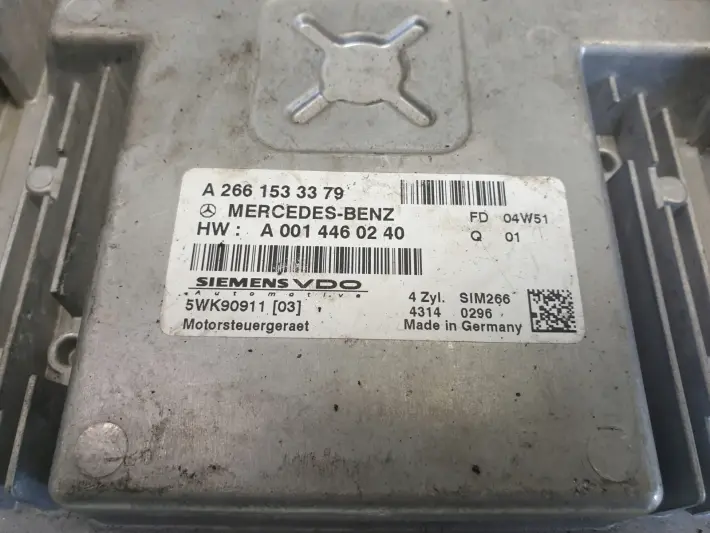 A 266 153 33 79
MERCEDES-BENZ FD 04W51
HW : A 001 446 02 40 Q 01
SIEMENS VDO
Automotive
5WK90911 [03] 4 Zyl. SIM266
4314 0296
Motorsteuergeraet Made in Germany